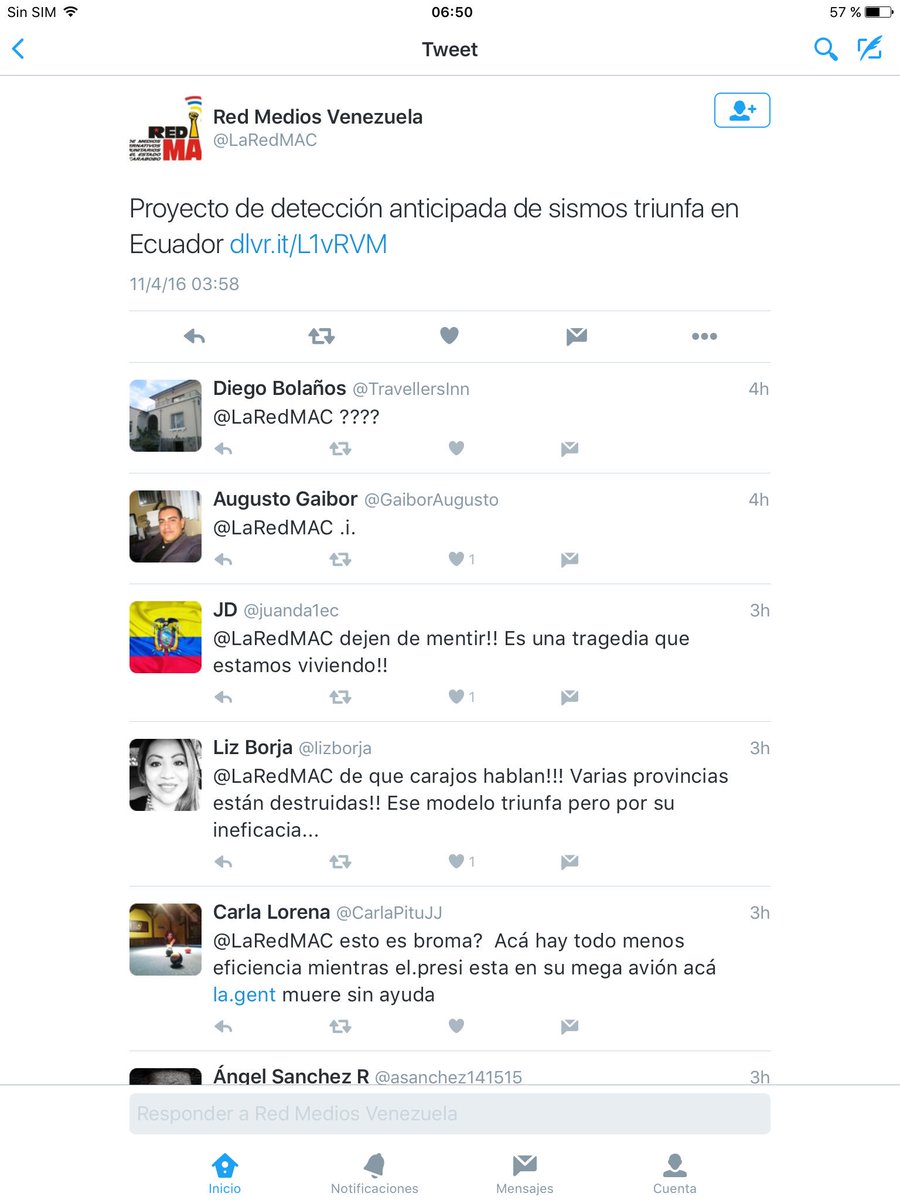 Sin SIM 06:50 57 %
Tweet
RED
MA
DE MEDIOS
Red Medios Venezuela
@LaRedMAC
Proyecto de detección anticipada de sismos triunfa en
Ecuador dlvr.it/L1vRVM
11/4/16 03:58
Diego Bolaños @TravellersInn 4h
@LaRedMAC ????
Augusto Gaibor @GaiborAugusto 4h
@LaRedMAC .i.
1
JD @juanda1ec 3h
@LaRedMAC dejen de mentir!! Es una tragedia que
estamos viviendo!!
1
Liz Borja @lizborja 3h
@LaRedMAC de que carajos hablan!!! Varias provincias
están destruidas!! Ese modelo triunfa pero por su
ineficacia...
1
Carla Lorena @CarlaPituJJ 3h
@LaRedMAC esto es broma?  Acá hay todo menos
eficiencia mientras el.presi esta en su mega avión acá
la.gent muere sin ayuda
Ángel Sanchez R @asanchez141515 3h
Responder a Red Medios Venezuela
Inicio Notificaciones Mensajes Cuenta